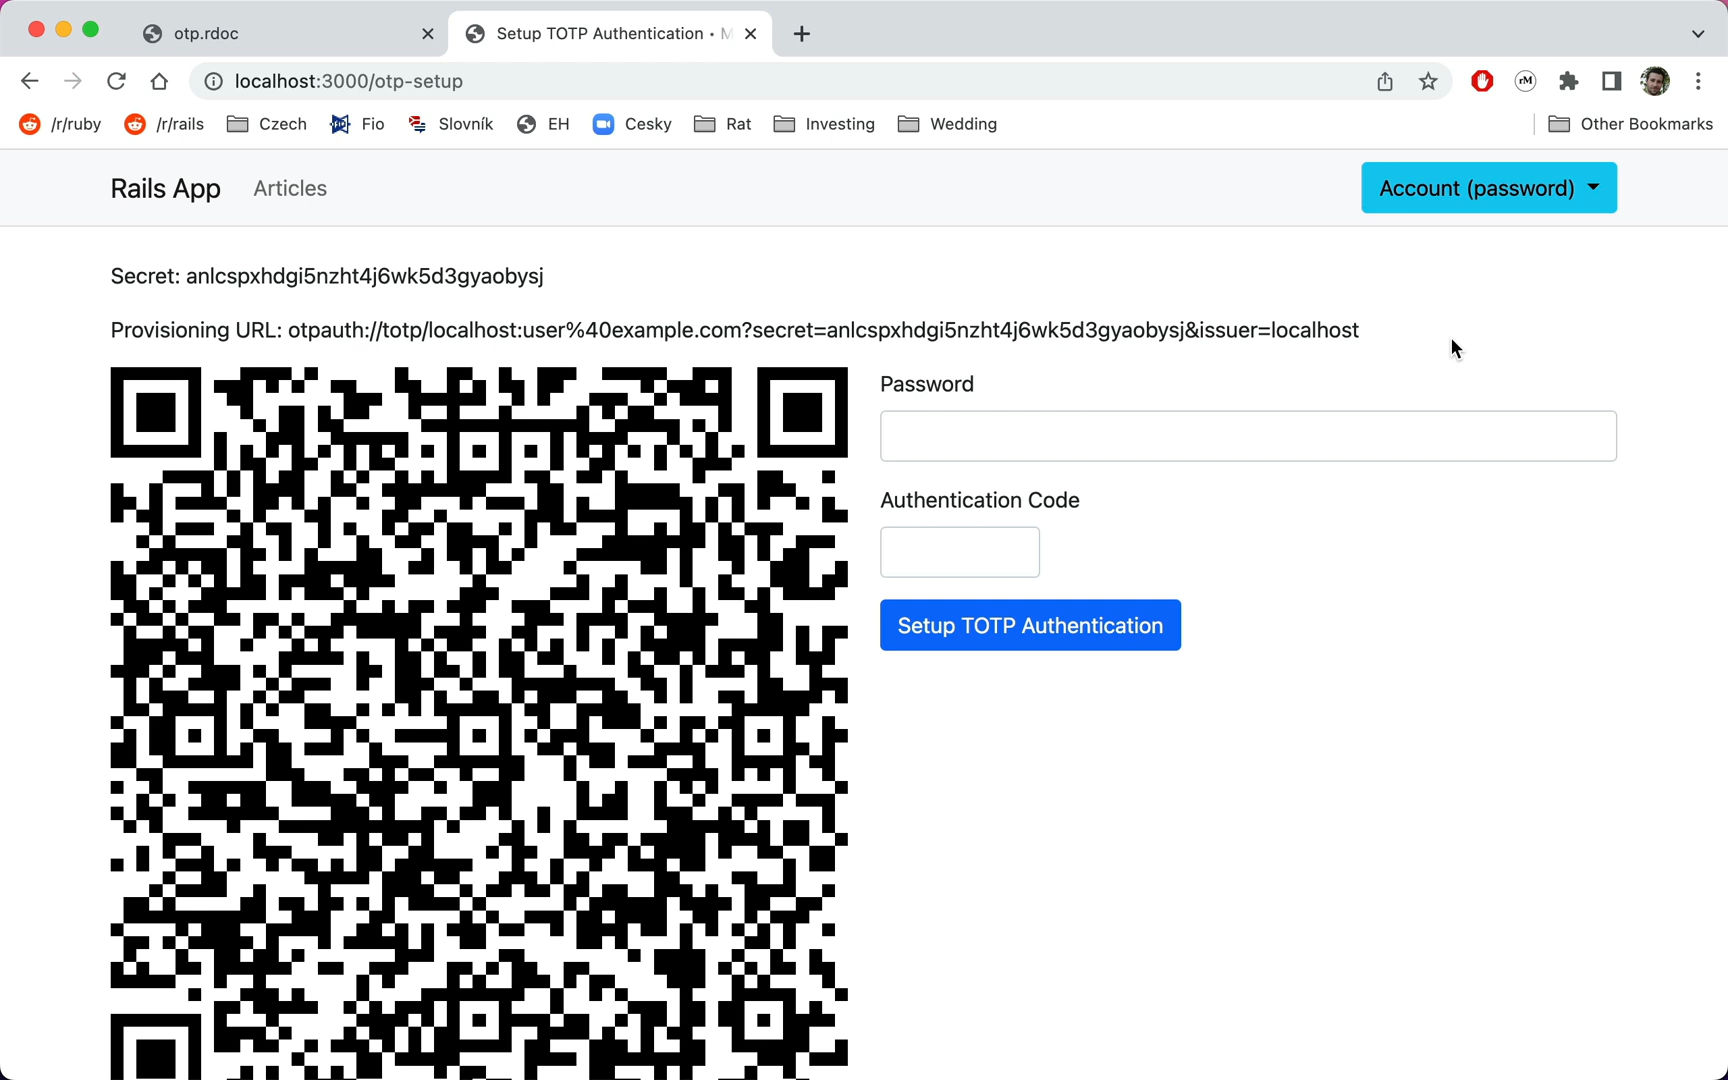 otp.rdoc
Setup TOTP Authentication •
localhost:3000/otp-setup
/r/ruby /r/rails Czech Fio Slovník EH Cesky Rat Investing Wedding Other Bookmarks
Rails App Articles Account (password)
Secret: anlcspxhdgi5nzht4j6wk5d3gyaobysj
Provisioning URL: otpauth://totp/localhost:user%40example.com?secret=anlcspxhdgi5nzht4j6wk5d3gyaobysj&issuer=localhost
Password
Authentication Code
Setup TOTP Authentication